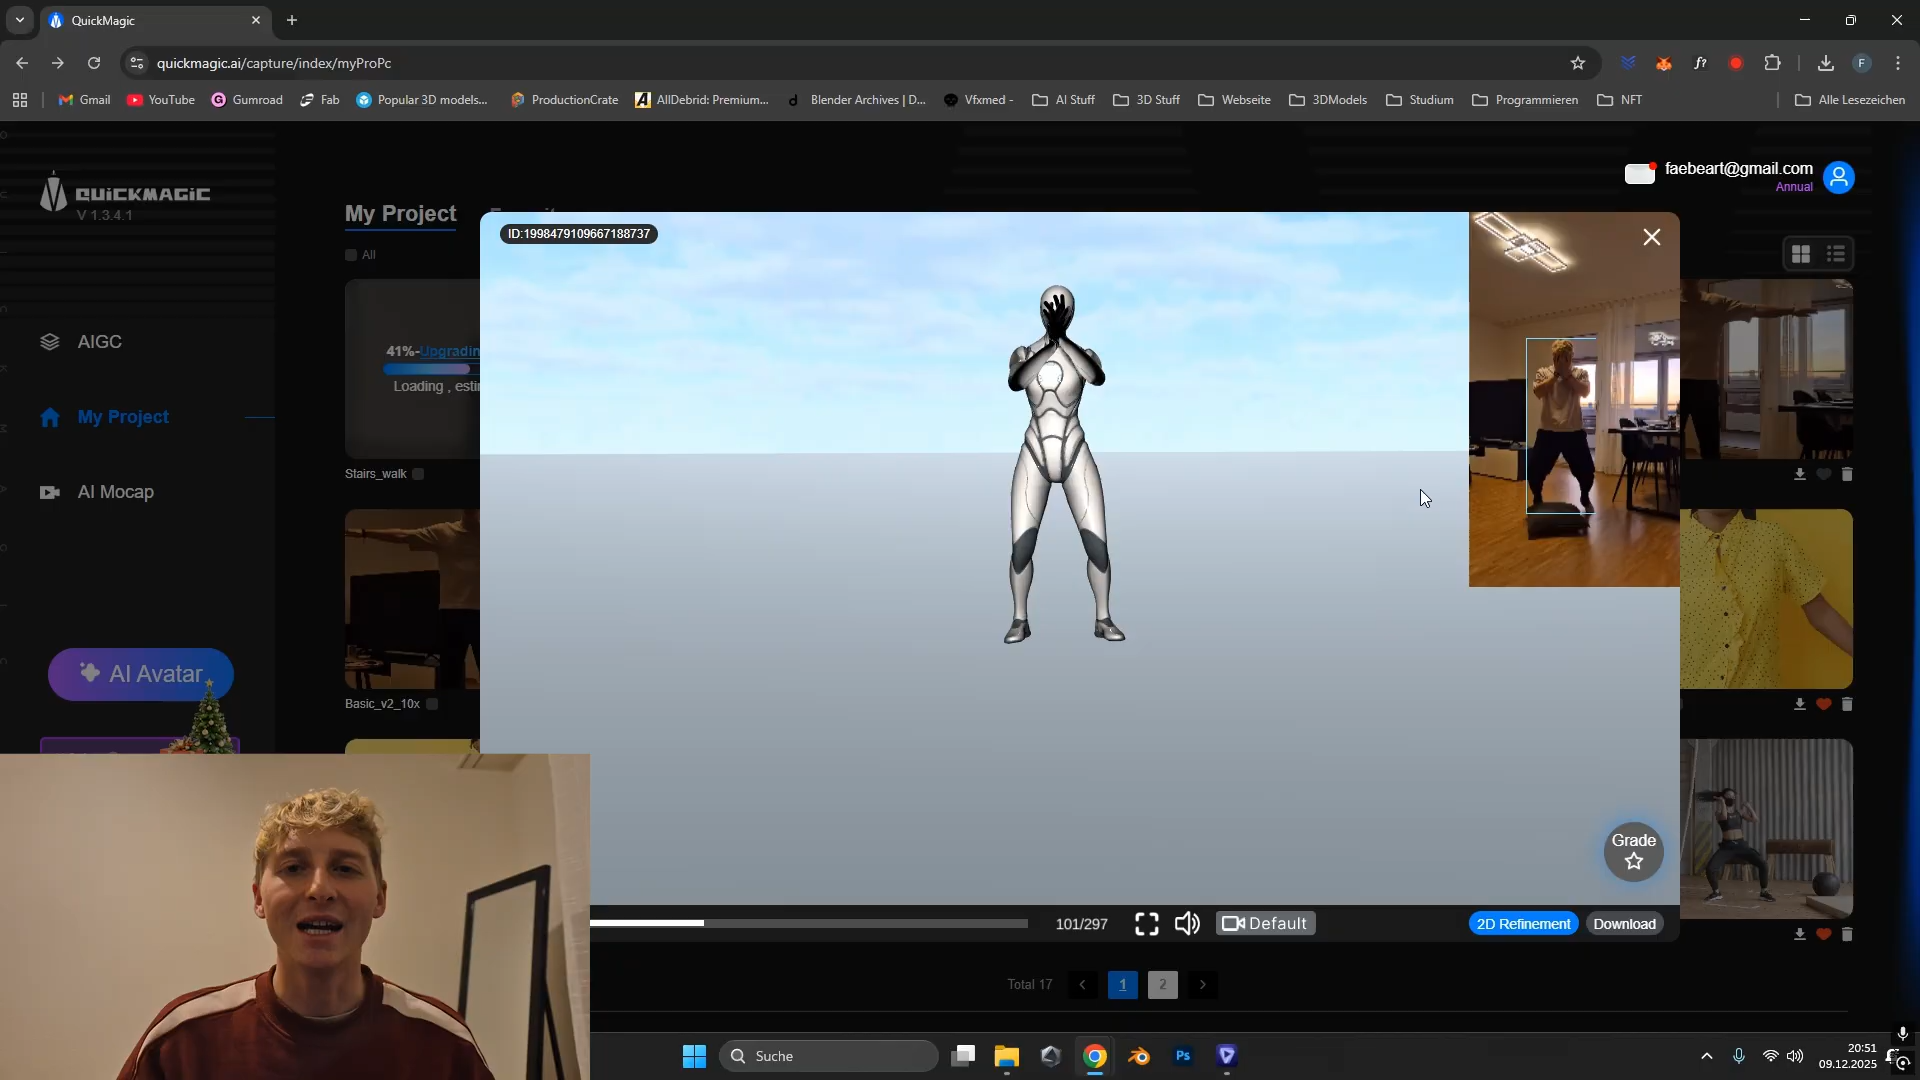 QuickMagic
quickmagic.ai/capture/index/myProPc
Gmail
YouTube
Gumroad
Fab
Popular 3D models...
ProductionCrate
AllDebrid: Premium...
Blender Archives | D...
Vfxmed -
AI Stuff
3D Stuff
Webseite
3DModels
Studium
Programmieren
NFT
Alle Lesezeichen
QUICKMAGIC
V 1.3.4.1
faebeart@gmail.com
Annual
My Project
All
ID:1998479109667188737
AIGC
My Project
AI Mocap
41%-Upgradin
Loading , esti
Stairs_walk
AI Avatar
Basic_v2_10x
Grade
101/297
Default
2D Refinement
Download
Total 17
1
2
Suche
Ps
20:51
09.12.2025